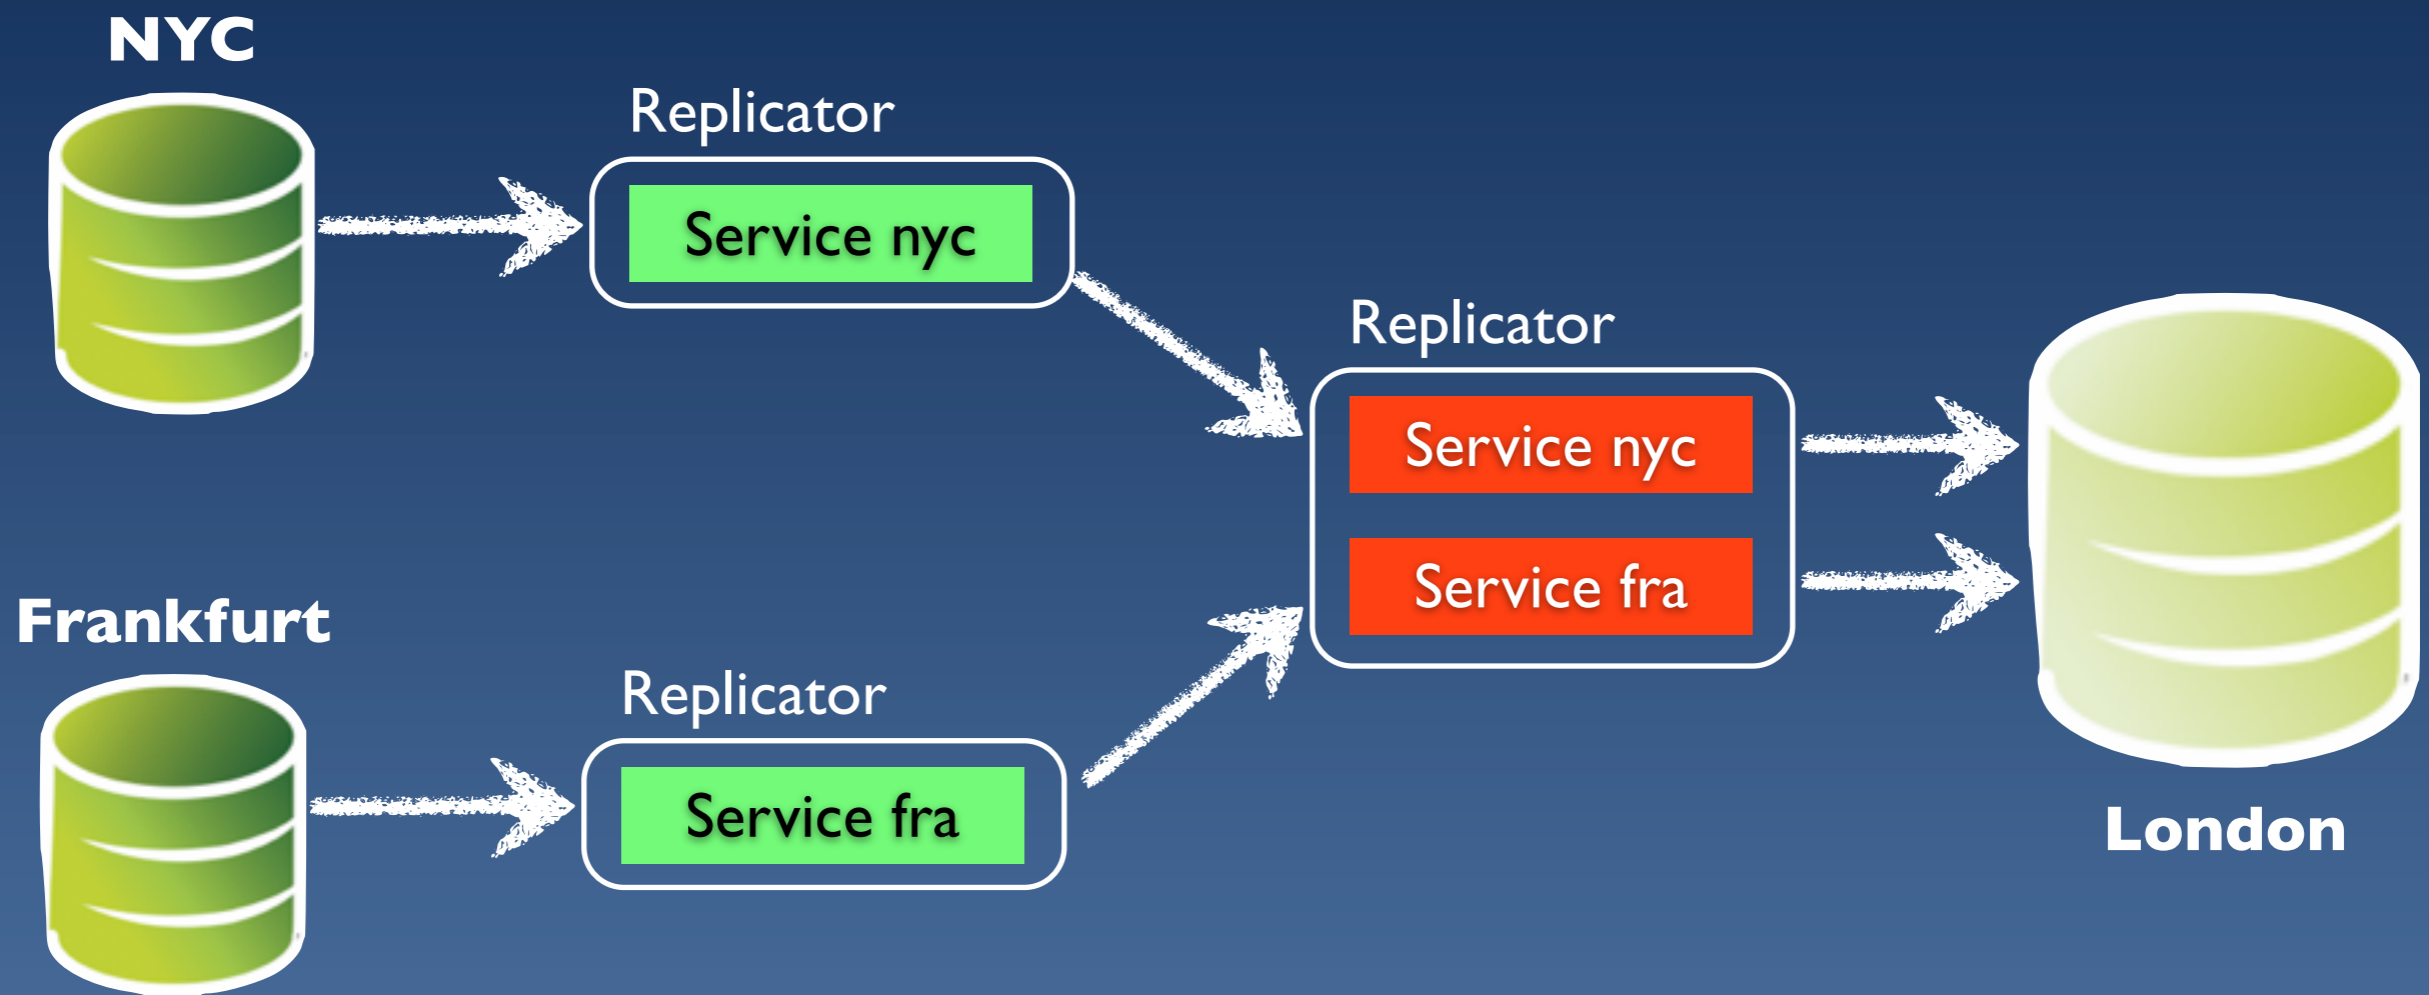 NYC
Replicator
Service nyc
Replicator
Service nyc
Service fra
Frankfurt
Replicator
Service fra
London